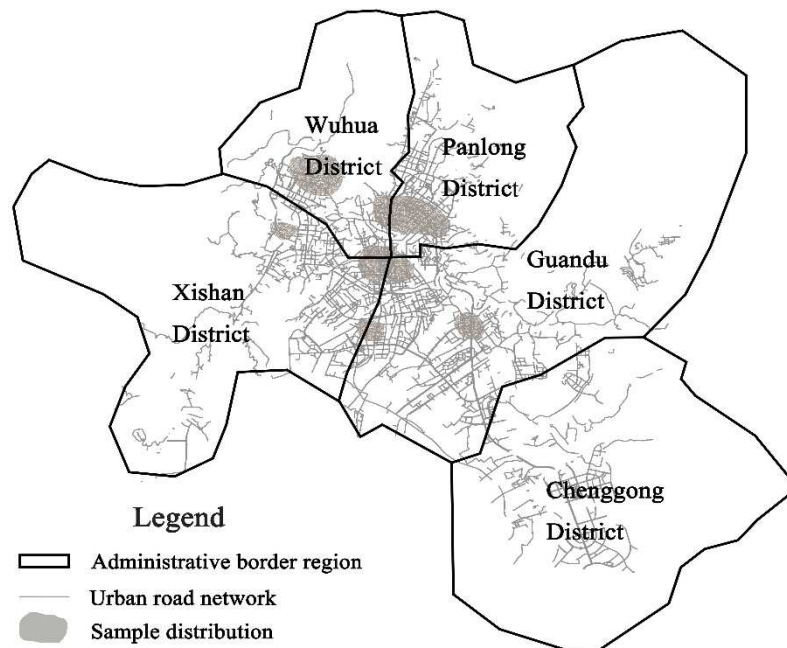 Wuhua
District
Panlong
District
Guandu
District
Xishan
District
Chenggong
District
Legend
Administrative border region
Urban road network
Sample distribution